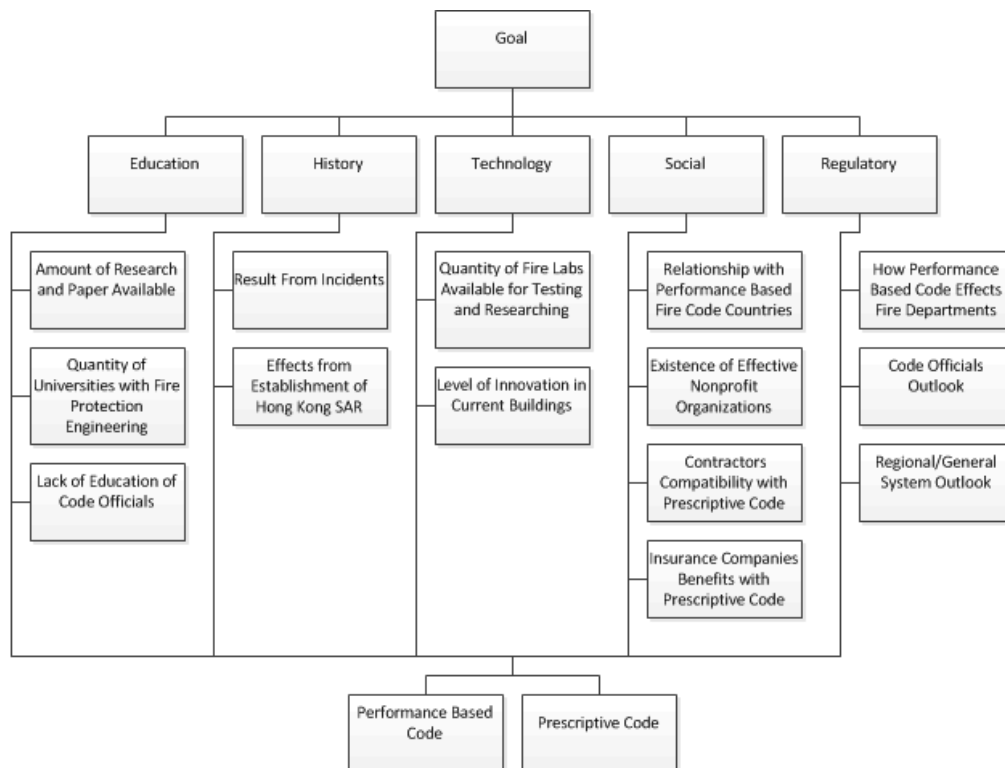 Goal
Education
History
Technology
Social
Regulatory
Amount of Research
and Paper Available
Quantity of
Universities with Fire
Protection
Engineering
Lack of Education of
Code Officials
Result From Incidents
Effects from
Establishment of
Hong Kong SAR
Quantity of Fire Labs
Available for Testing
and Researching
Level of Innovation in
Current Buildings
Relationship with
Performance Based
Fire Code Countries
Existence of Effective
Nonprofit
Organizations
Contractors
Compatibility with
Prescriptive Code
Insurance Companies
Benefits with
Prescriptive Code
How Performance
Based Code Effects
Fire Departments
Code Officials
Outlook
Regional/General
System Outlook
Performance Based
Code
Prescriptive Code